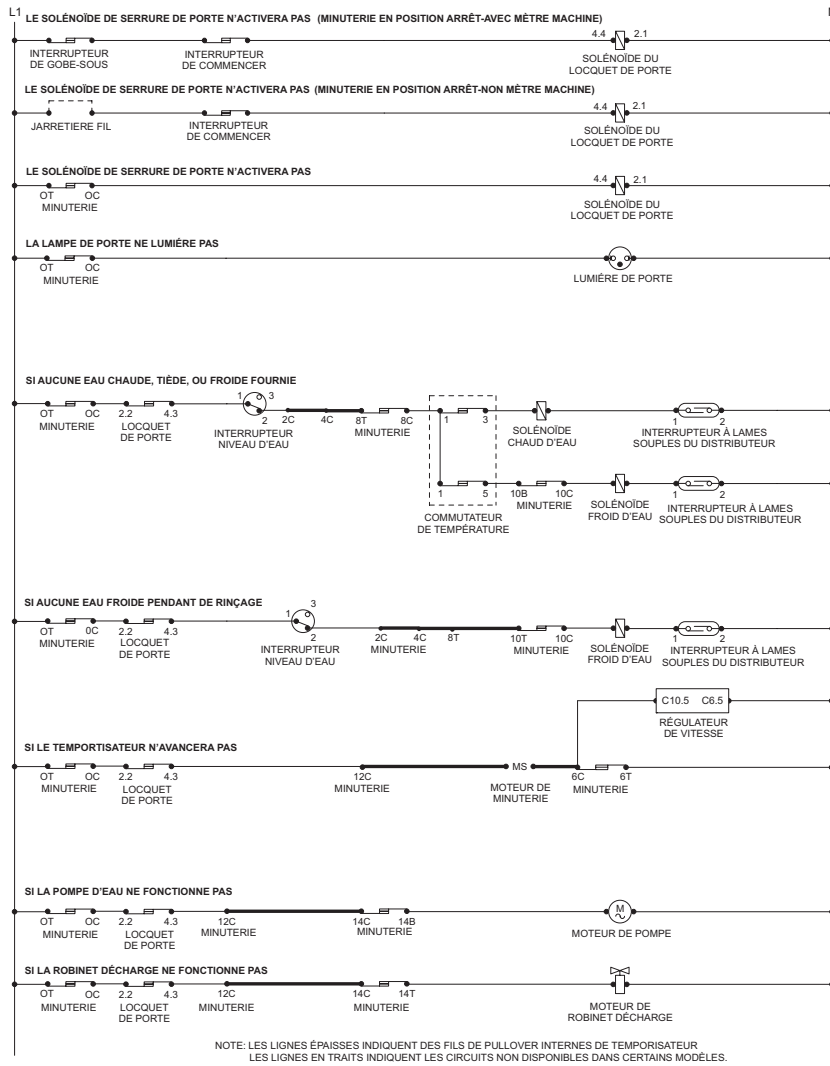 L1
LE SOLÉNOÏDE DE SERRURE DE PORTE N'ACTIVERA PAS (MINUTERIE EN POSITION ARRÊT-AVEC MÈTRE MACHINE)
4.4 2.1
INTERRUPTEUR
DE GOBE-SOUS
INTERRUPTEUR
DE COMMENCER
SOLÉNOÏDE DU
LOCQUET DE PORTE
LE SOLÉNOÏDE DE SERRURE DE PORTE N'ACTIVERA PAS (MINUTERIE EN POSITION ARRÊT-NON MÈTRE MACHINE)
4.4 2.1
JARRETIERE FIL
INTERRUPTEUR
DE COMMENCER
SOLÉNOÏDE DU
LOCQUET DE PORTE
LE SOLÉNOÏDE DE SERRURE DE PORTE N'ACTIVERA PAS
4.4 2.1
OT OC
MINUTERIE
SOLÉNOÏDE DU
LOCQUET DE PORTE
LA LAMPE DE PORTE NE LUMIÉRE PAS
OT OC
MINUTERIE
LUMIÉRE DE PORTE
SI AUCUNE EAU CHAUDE, TIÈDE, OU FROIDE FOURNIE
1 3
OT OC 2.2 4.3 2 2C 4C 8T 8C 1 3 1 2
MINUTERIE
LOCQUET
DE PORTE
INTERRUPTEUR
NIVEAU D'EAU
MINUTERIE
SOLÉNOÏDE
CHAUD D'EAU
INTERRUPTEUR À LAMES
SOUPLES DU DISTRIBUTEUR
1 5 10B 10C 1 2
COMMUTATEUR
DE TEMPÉRATURE
MINUTERIE
SOLÉNOÏDE
FROID D'EAU
INTERRUPTEUR À LAMES
SOUPLES DU DISTRIBUTEUR
SI AUCUNE EAU FROIDE PENDANT DE RINÇAGE
1 3
OT 0C 2.2 4.3 2 2C 4C 8T 10T 10C 1 2
MINUTERIE
LOCQUET
DE PORTE
INTERRUPTEUR
NIVEAU D'EAU
MINUTERIE
MINUTERIE
SOLÉNOÏDE
FROID D'EAU
INTERRUPTEUR À LAMES
SOUPLES DU DISTRIBUTEUR
C10.5 C6.5
RÉGULATEUR
DE VITESSE
SI LE TEMPORTISATEUR N'AVANCERA PAS
MS
OT OC 2.2 4.3 12C 6C 6T
MINUTERIE
LOCQUET
DE PORTE
MINUTERIE
MOTEUR DE
MINUTERIE
MINUTERIE
SI LA POMPE D'EAU NE FONCTIONNE PAS
M
OT OC 2.2 4.3 12C 14C 14B
MINUTERIE
LOCQUET
DE PORTE
MINUTERIE
MINUTERIE
MOTEUR DE POMPE
SI LA ROBINET DÉCHARGE NE FONCTIONNE PAS
OT OC 2.2 4.3 12C 14C 14T
MINUTERIE
LOCQUET
DE PORTE
MINUTERIE
MINUTERIE
MOTEUR DE
ROBINET DÉCHARGE
NOTE: LES LIGNES ÉPAISSES INDIQUENT DES FILS DE PULLOVER INTERNES DE TEMPORISATEUR
LES LIGNES EN TRAITS INDIQUENT LES CIRCUITS NON DISPONIBLES DANS CERTAINS MODÈLES.